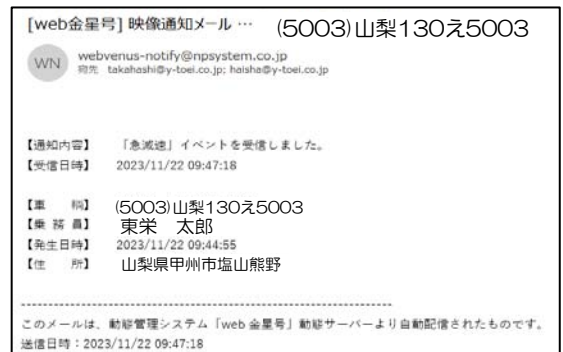 [web金星号] 映像通知メール … (5003)山梨130え5003
WN
webvenus-notify@npsystem.co.jp
宛先 takahashi@y-toei.co.jp; haisha@y-toei.co.jp
【通知内容】 「急減速」イベントを受信しました。
【受信日時】 2023/11/22 09:47:18
【車　　輌】 (5003)山梨130え5003
【乗 務 員】 東栄　太郎
【発生日時】 2023/11/22 09:44:55
【住　　所】 山梨県甲州市塩山熊野
------------------------------------------------------------
このメールは、動態管理システム「web 金星号」動態サーバーより自動配信されたものです。
送信日時：2023/11/22 09:47:18